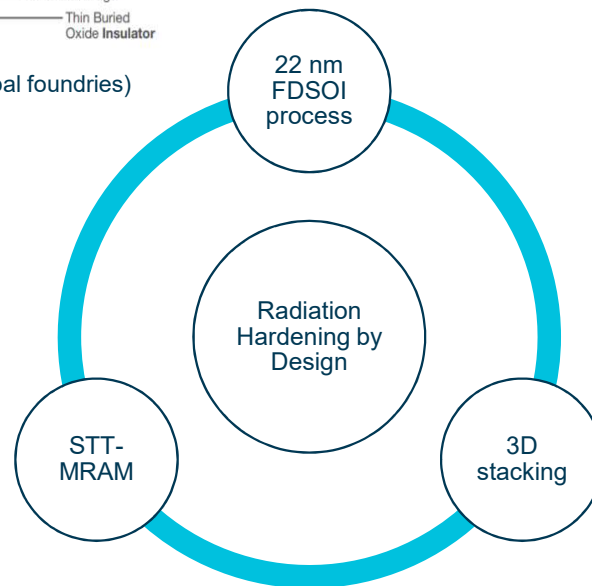 Thin Buried
Oxide Insulator
bal foundries)
22 nm
FDSOI
process
Radiation
Hardening by
Design
STT-
MRAM
3D
stacking